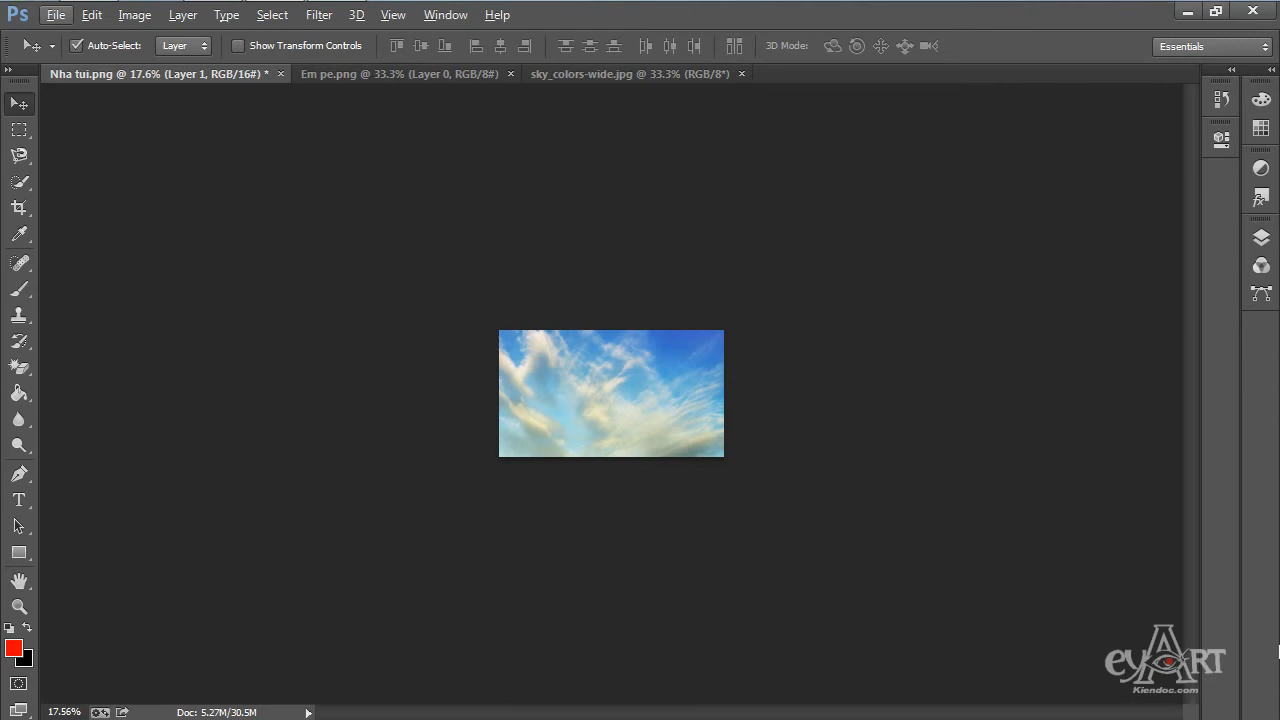 Ps File Edit Image Layer Type Select Filter 3D View Window Help
Auto-Select: Layer Show Transform Controls 3D Mode: Essentials
Nha tui.png @ 17.6% (Layer 1, RGB/16#) * × Em pe.png @ 33.3% (Layer 0, RGB/8#) × sky_colors-wide.jpg @ 33.3% (RGB/8*) ×
fx
T
eyART
Kiendoc.com
17.56% Doc: 5.27M/30.5M